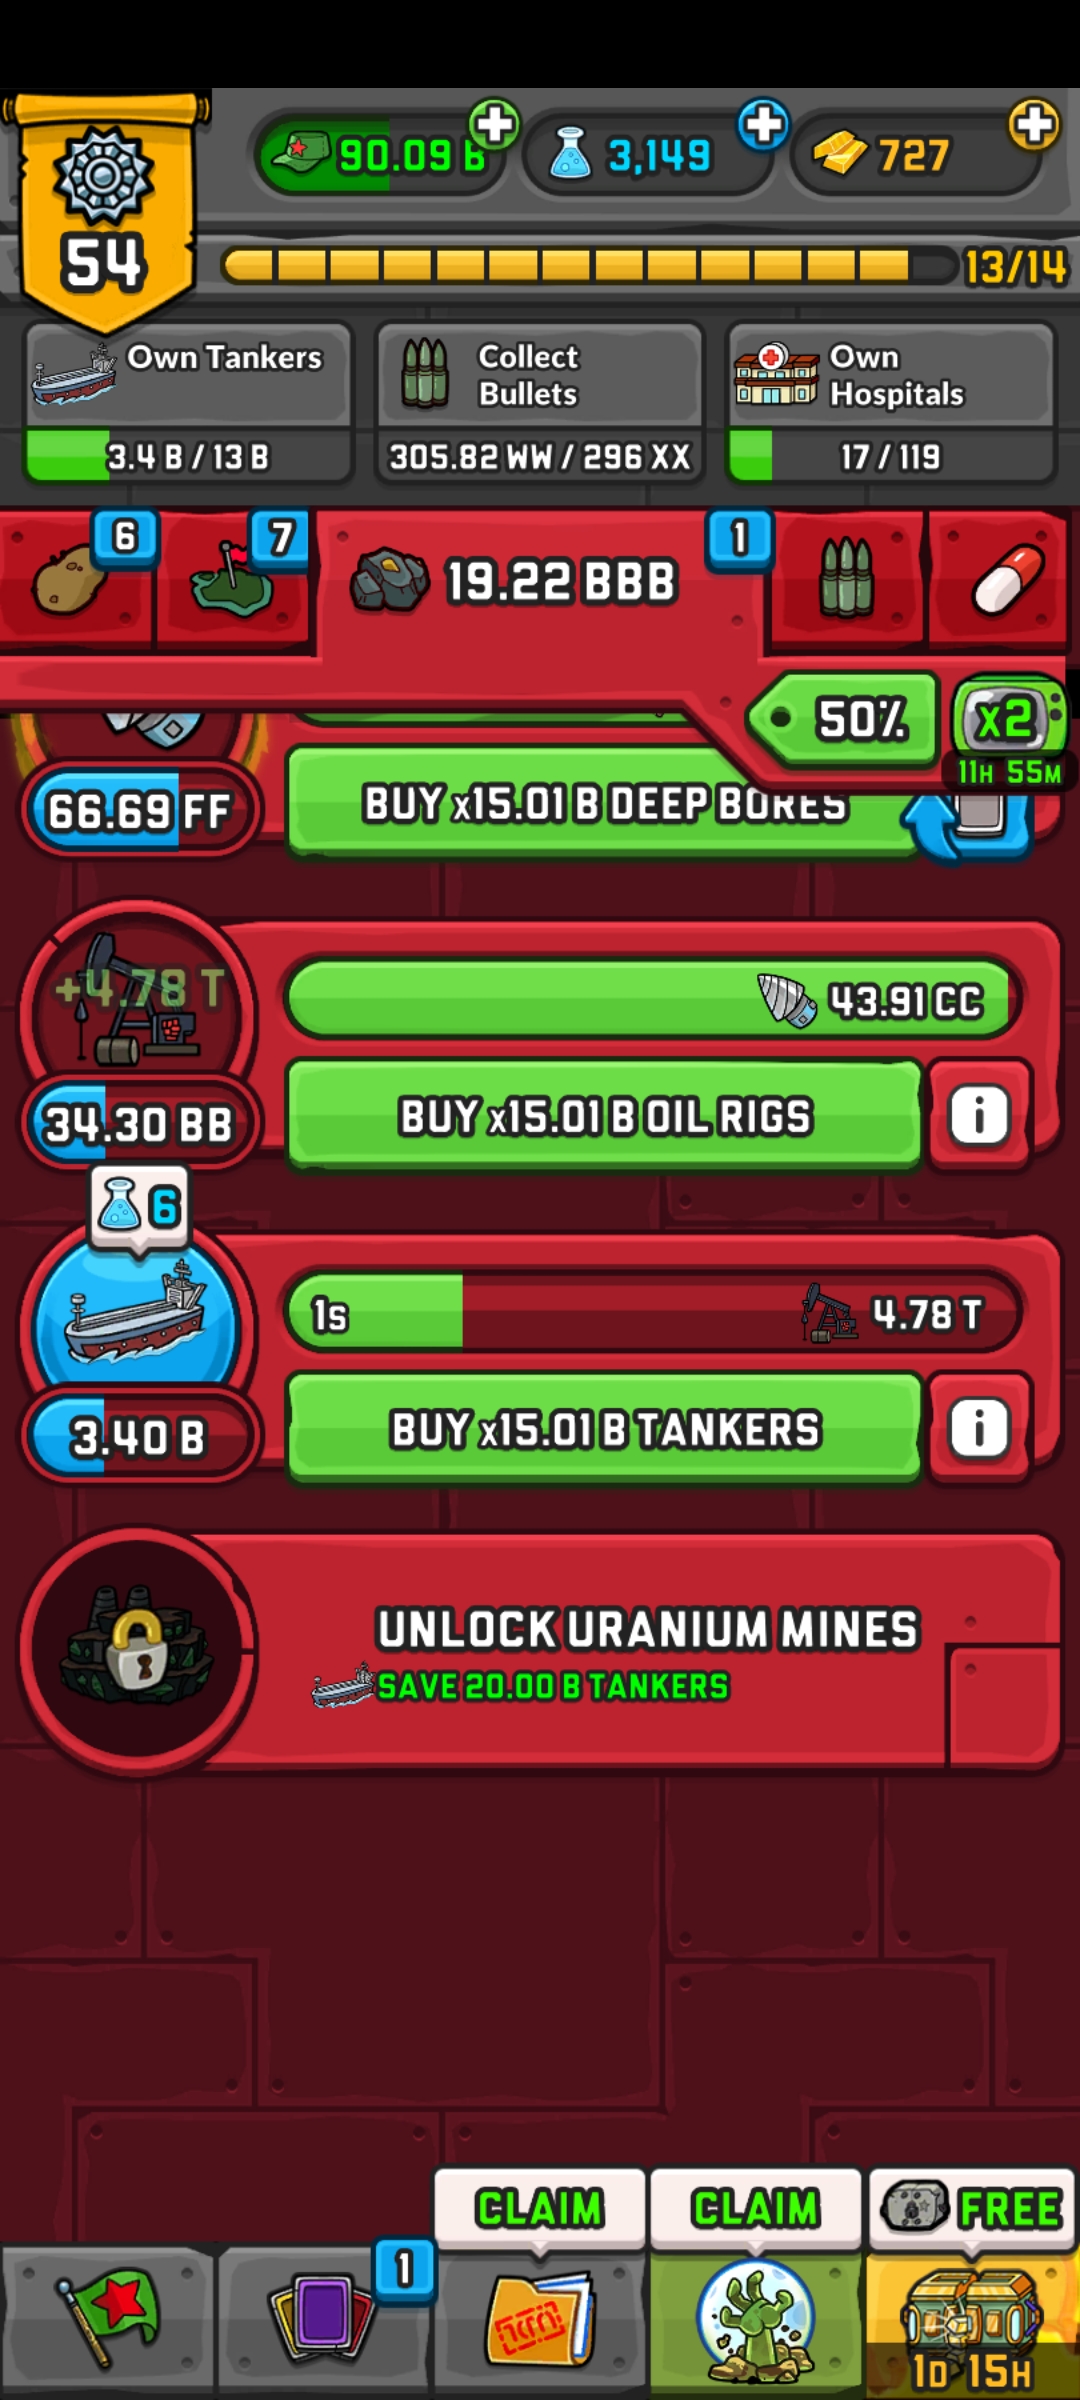 90.09 B
3,149
727
54
13/14
Own Tankers
3.4 B / 13 B
Collect
Bullets
305.82 WW / 296 XX
Own
Hospitals
17 / 119
6
7
19.22 BBB
1
50%
x2
11H 55M
66.69 FF
BUY x15.01 B DEEP BORES
+4.78 T
43.91 CC
34.30 BB
BUY x15.01 B OIL RIGS
i
6
1s
4.78 T
3.40 B
BUY x15.01 B TANKERS
i
UNLOCK URANIUM MINES
SAVE 20.00 B TANKERS
CLAIM
CLAIM
FREE
1
1D 15H